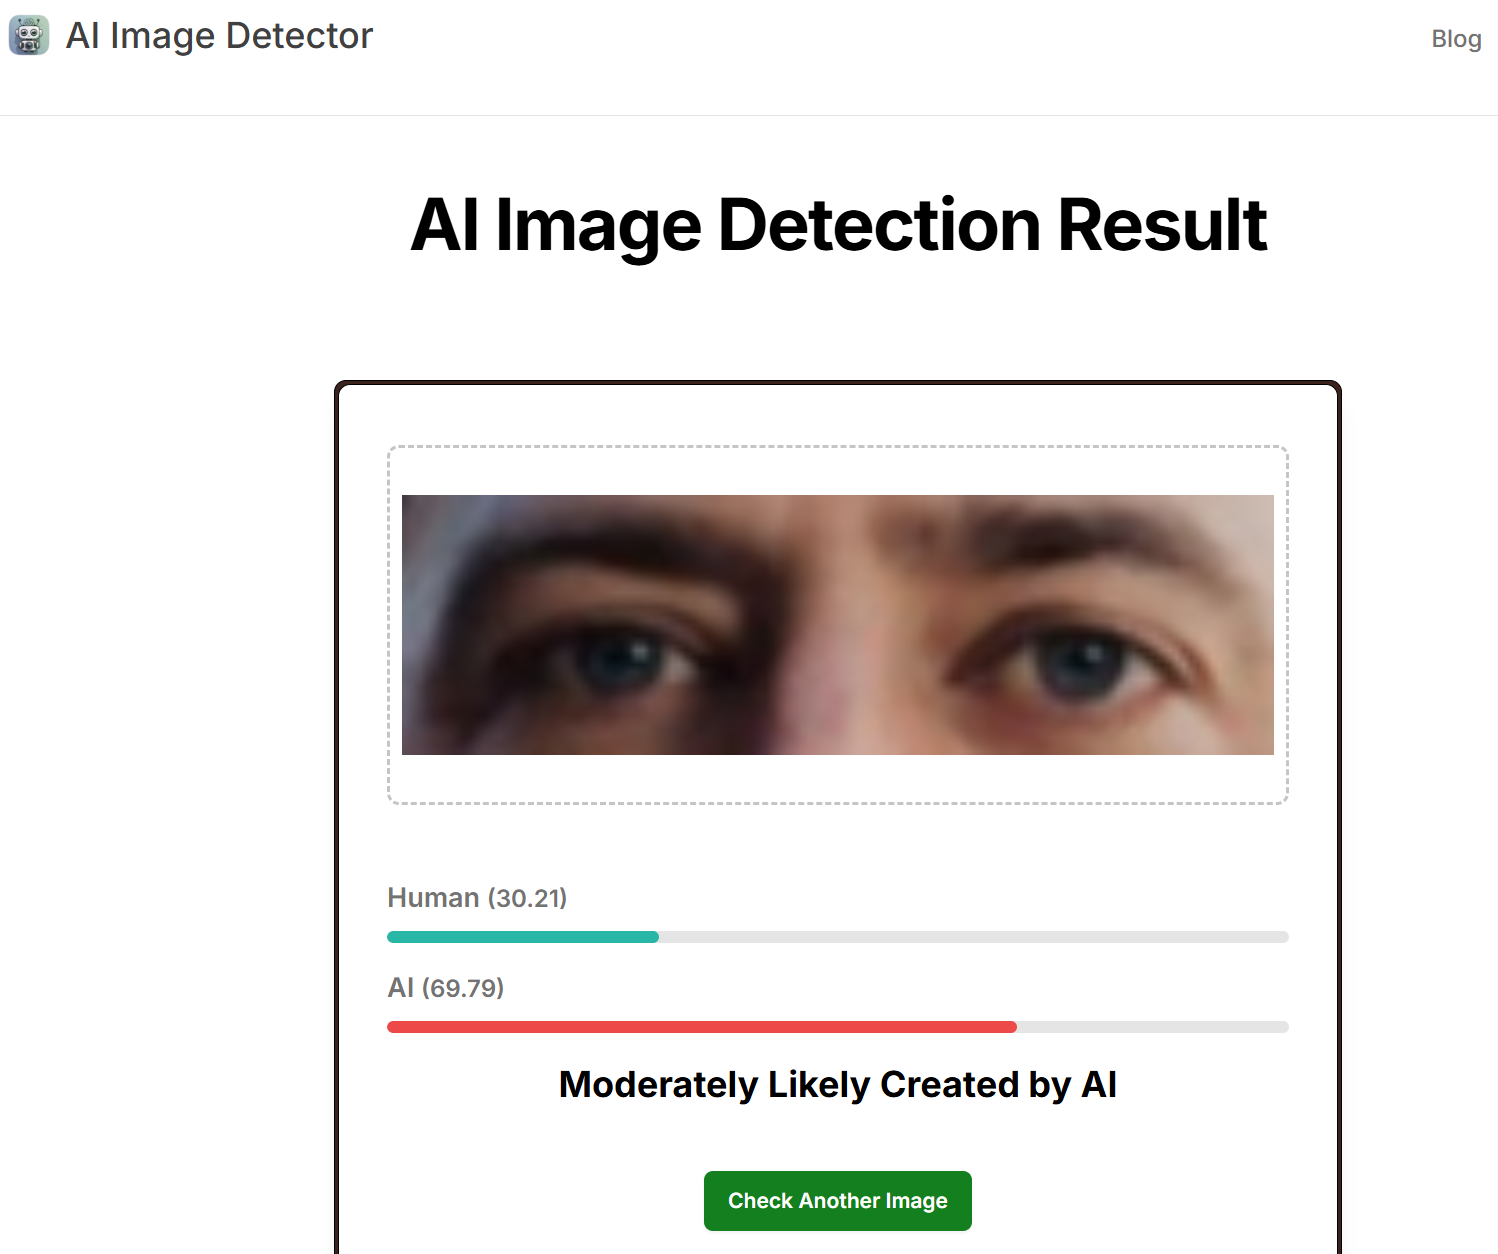 AI Image Detector
Blog
AI Image Detection Result
Human (30.21)
AI (69.79)
Moderately Likely Created by AI
Check Another Image